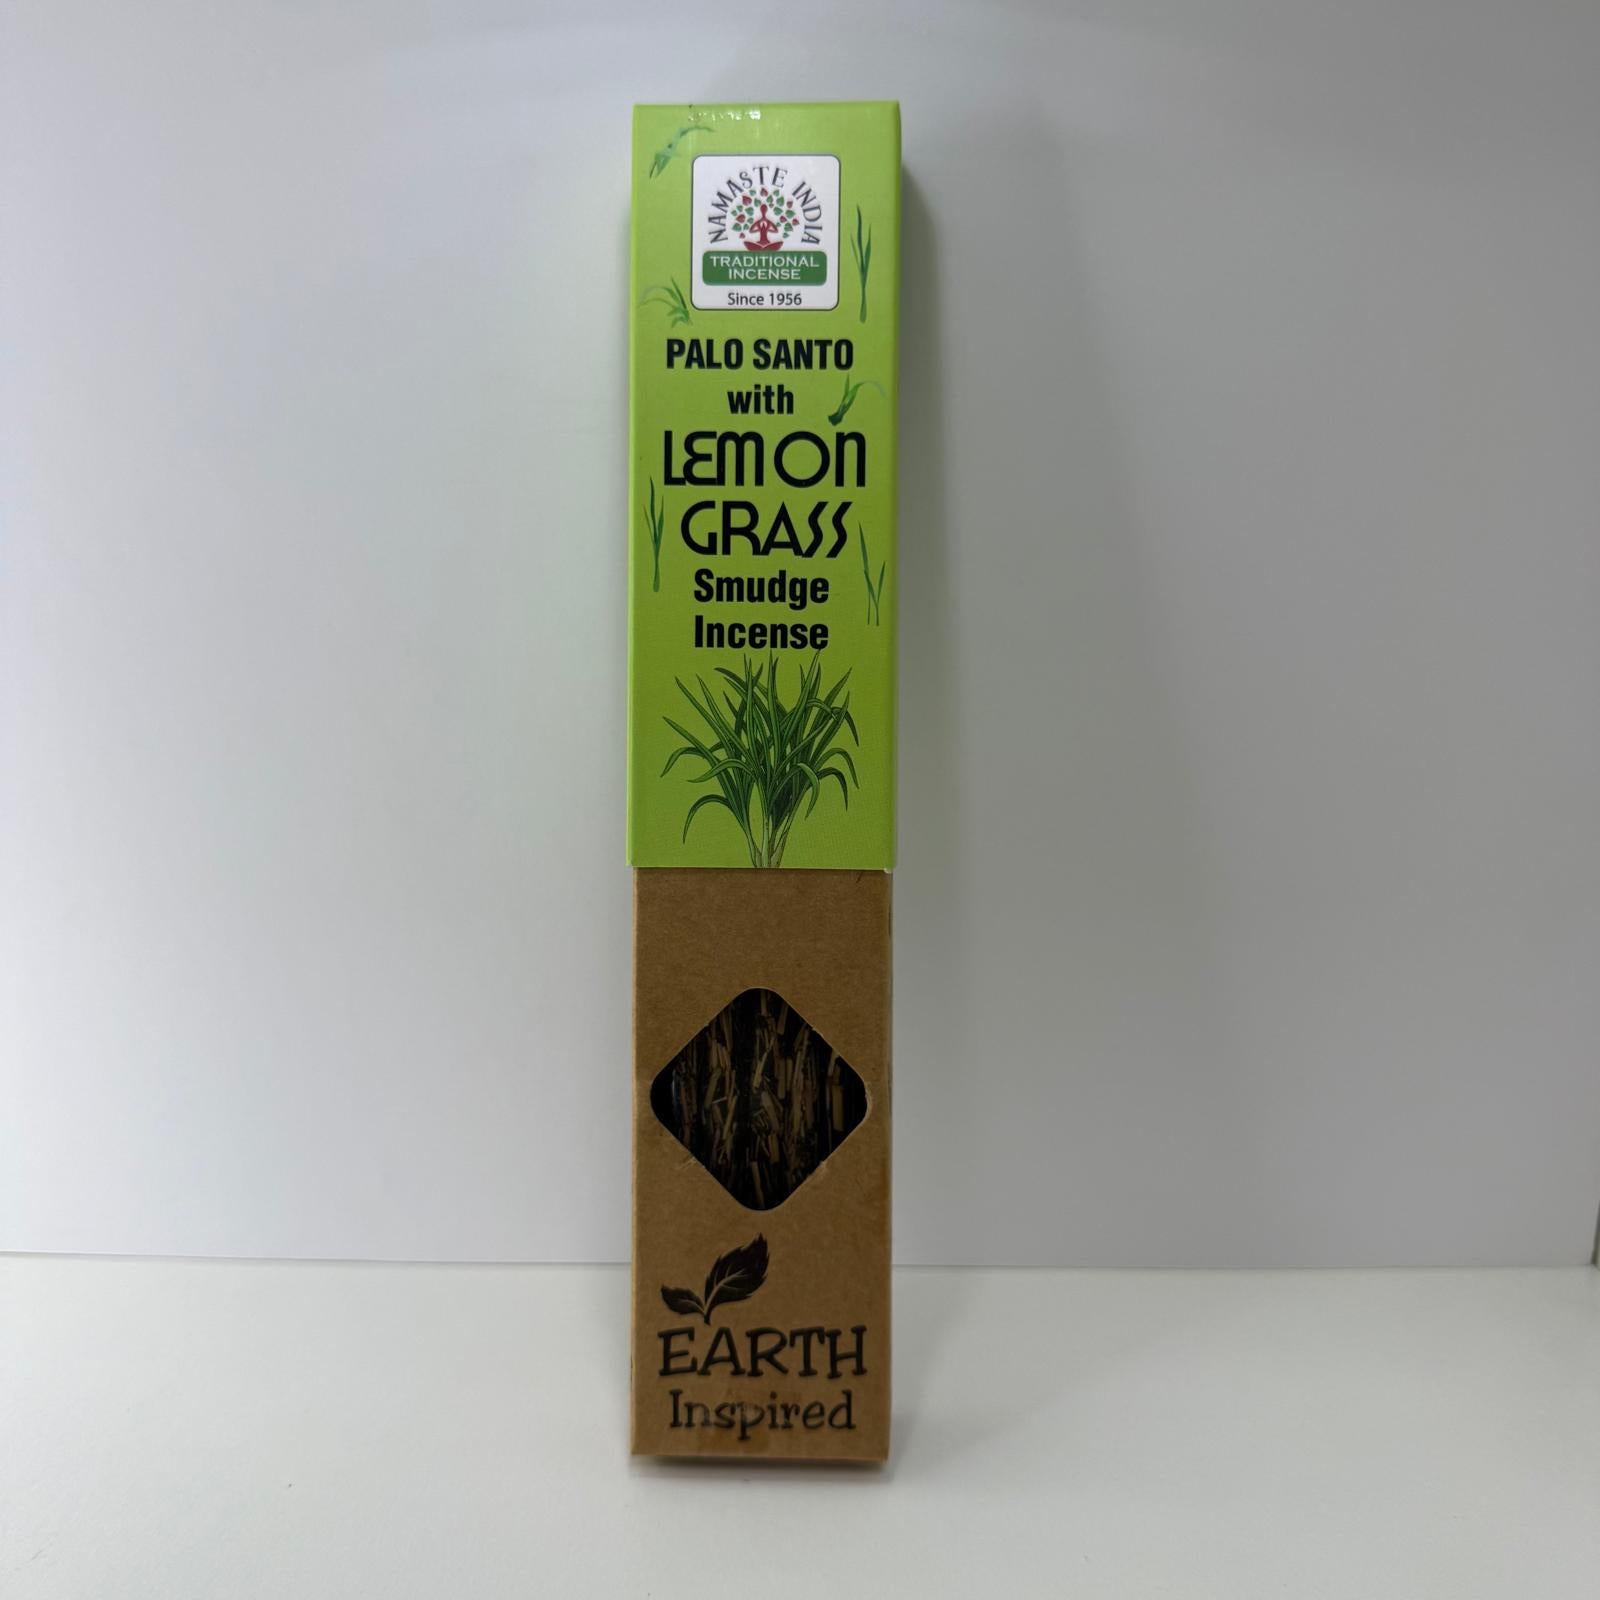 NAMASTE INDIA
TRADITIONAL
INCENSE
Since 1956
PALO SANTO
with
LEMON
GRASS
Smudge
Incense
EARTH
Inspired